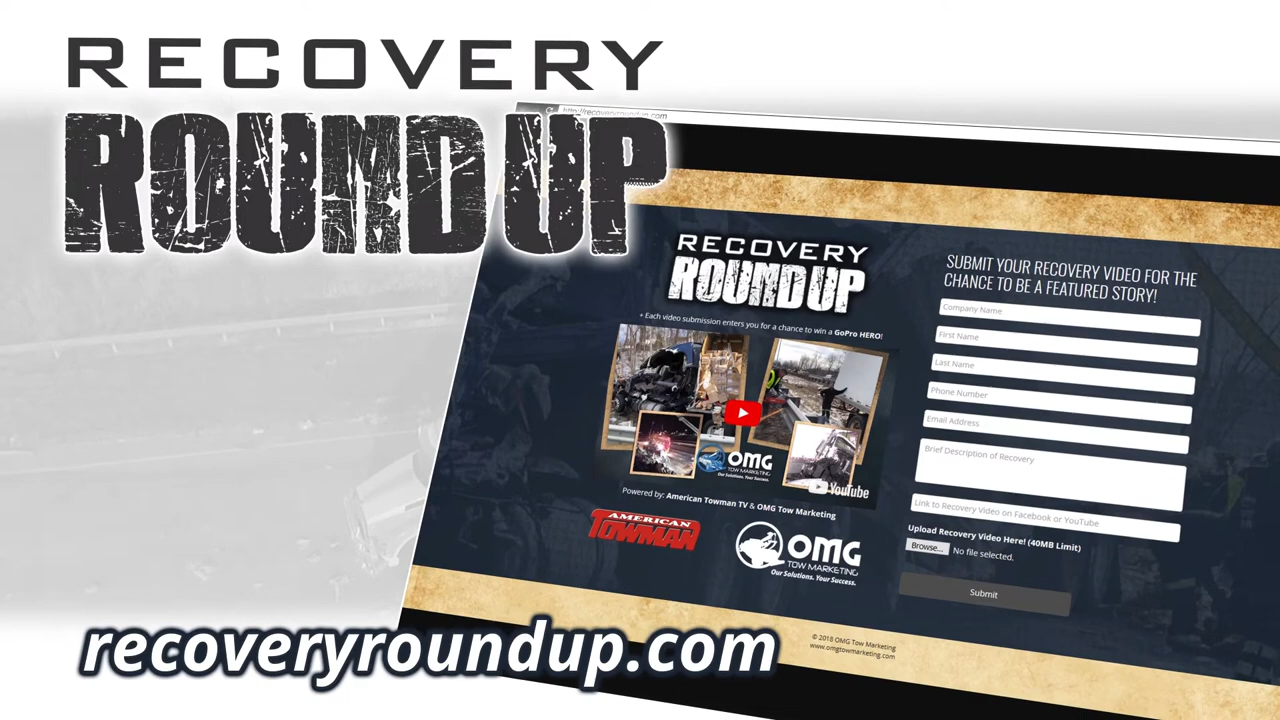 RECOVERY
ROUNDUP
http://recoveryroundup.com
RECOVERY
ROUNDUP
+ Each video submission enters you for a chance to win a GoPro HERO!
OMG
TOW MARKETING
Our Solutions. Your Success.
YouTube
Powered by: American Towman TV & OMG Tow Marketing
AMERICAN
TOWMAN
OMG
TOW MARKETING
Our Solutions. Your Success.
SUBMIT YOUR RECOVERY VIDEO FOR THE
CHANCE TO BE A FEATURED STORY!
Company Name
First Name
Last Name
Phone Number
Email Address
Brief Description of Recovery
Link to Recovery Video on Facebook or YouTube
Upload Recovery Video Here! (40MB Limit)
Browse... No file selected.
Submit
© 2018 OMG Tow Marketing
www.omgtowmarketing.com
recoveryroundup.com